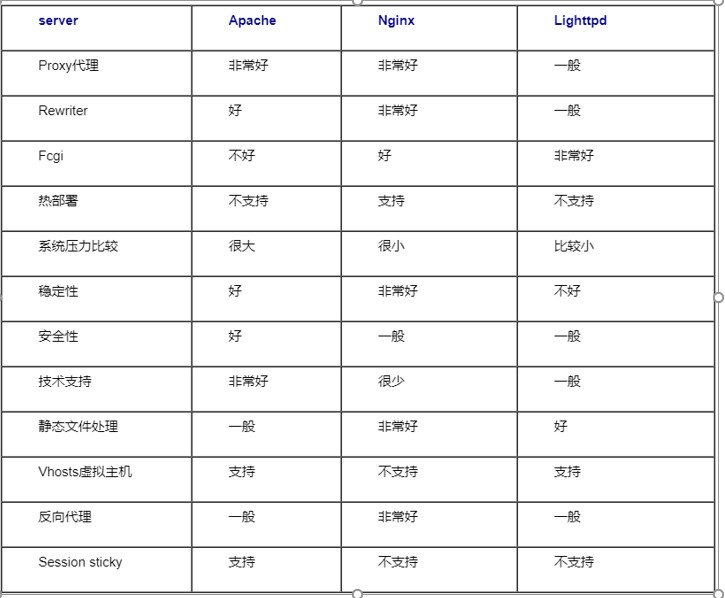 server Apache Nginx Lighttpd
Proxy代理 非常好 非常好 一般
Rewriter 好 非常好 一般
Fcgi 不好 好 非常好
热部署 不支持 支持 不支持
系统压力比较 很大 很小 比较小
稳定性 好 非常好 不好
安全性 好 一般 一般
技术支持 非常好 很少 一般
静态文件处理 一般 非常好 好
Vhosts虚拟主机 支持 不支持 支持
反向代理 一般 非常好 一般
Session sticky 支持 不支持 不支持